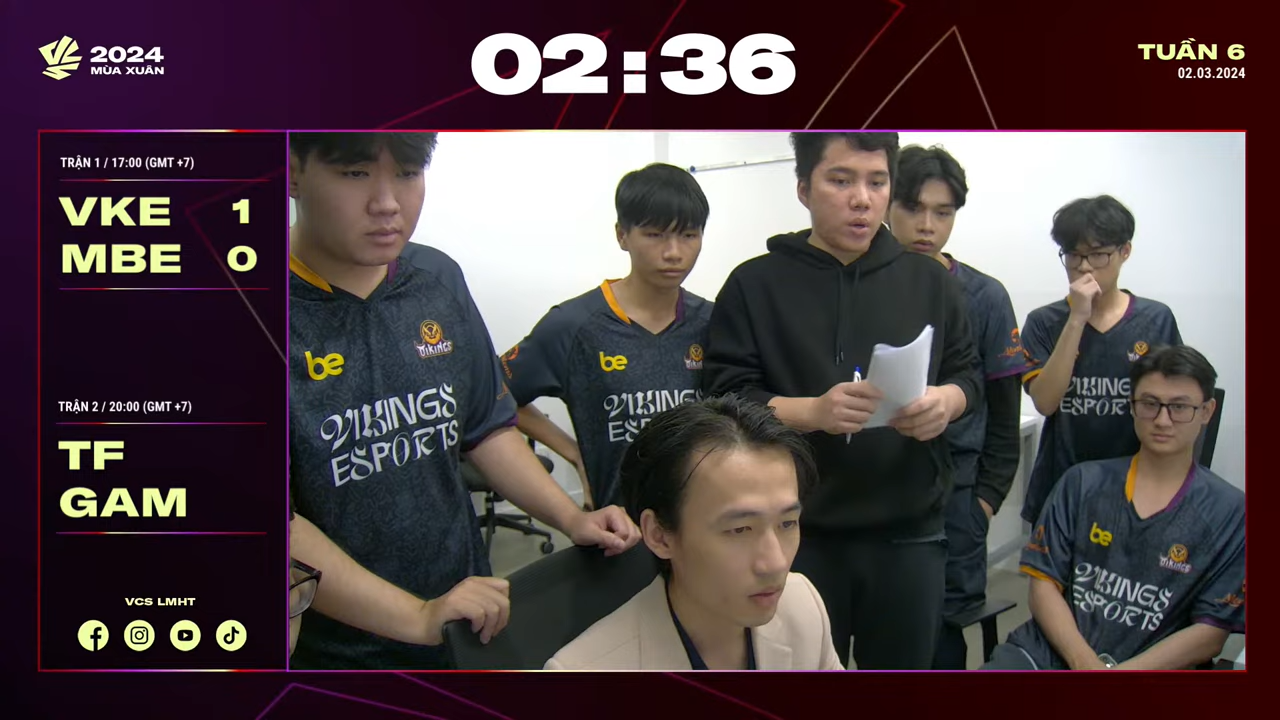 2024
MÙA XUÂN
02:36
TUẦN 6
02.03.2024
TRẬN 1 / 17:00 (GMT +7)
VKE 1
MBE 0
TRẬN 2 / 20:00 (GMT +7)
TF
GAM
VCS LMHT
be
VIKINGS
VIKINGS
ESPORTS
be
VIKINGS
ESPORTS
be
VIKINGS
VIKINGS
ESPORTS